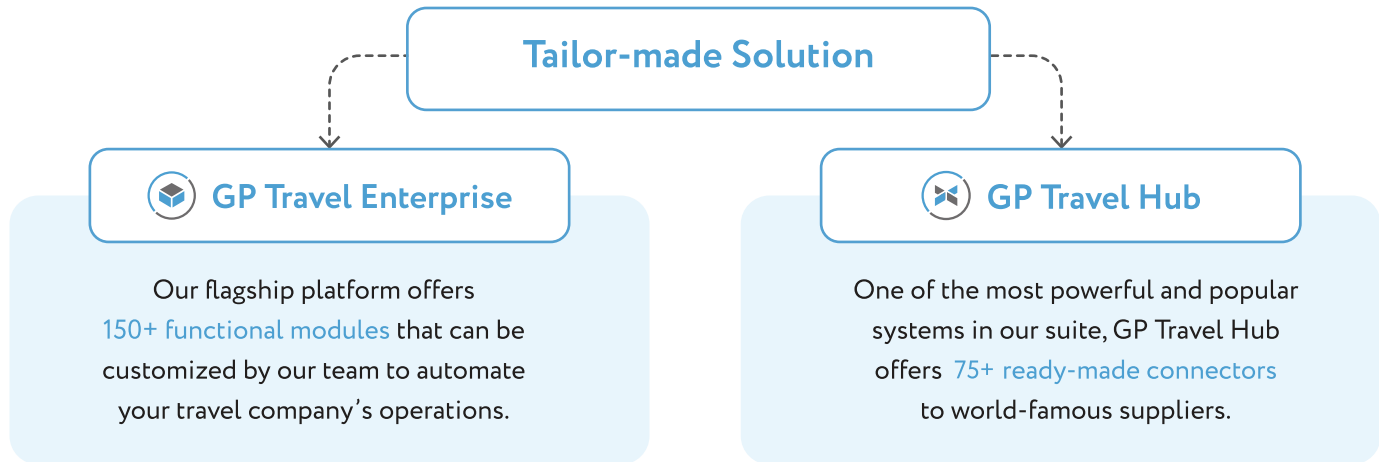 Tailor-made Solution
GP Travel Enterprise
Our flagship platform offers
150+ functional modules that can be
customized by our team to automate
your travel company’s operations.
GP Travel Hub
One of the most powerful and popular
systems in our suite, GP Travel Hub
offers 75+ ready-made connectors
to world-famous suppliers.